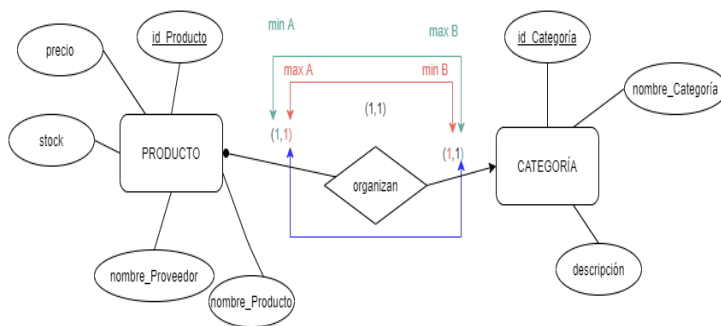 min A
max B
id_Producto
id_Categoría
precio
max A
min B
nombre_Categoría
(1,1)
stock
(1,1)
(1,1)
PRODUCTO
CATEGORÍA
organizan
nombre_Proveedor
descripción
nombre_Producto